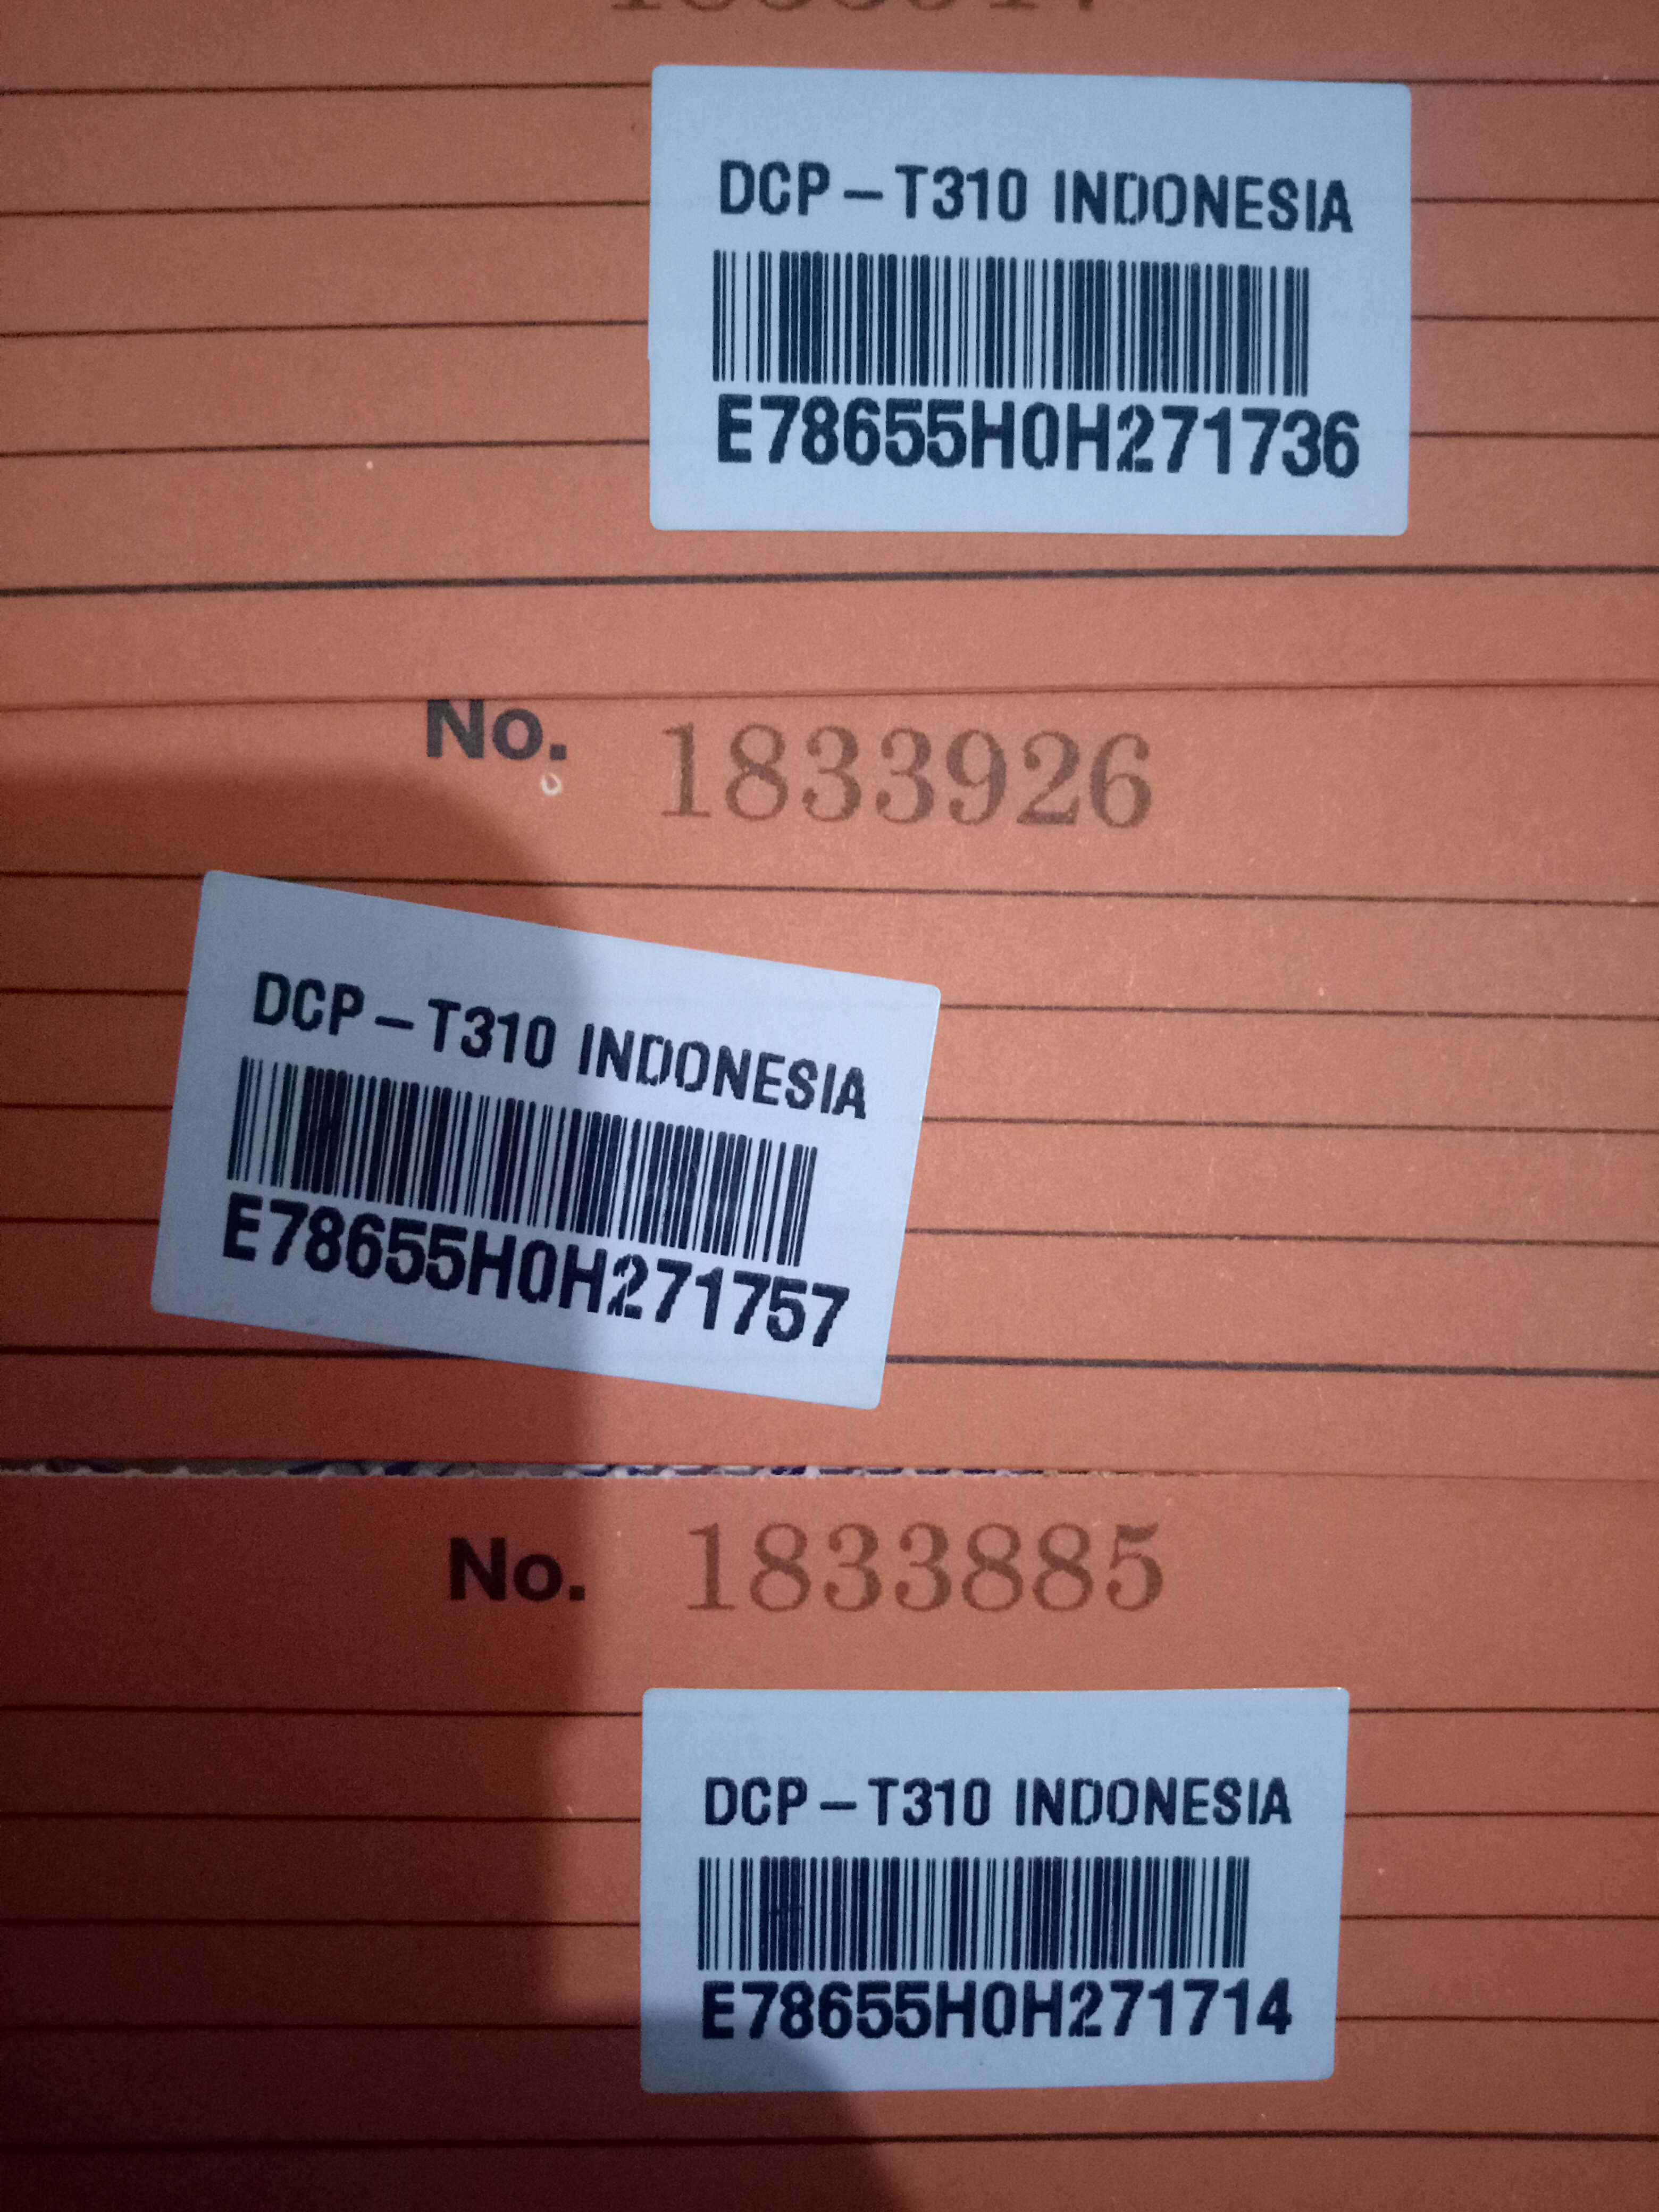 DCP – T310 INDONESIA
E78655H0H271736
No. 1833926
DCP – T310 INDONESIA
E78655H0H271757
No. 1833885
DCP – T310 INDONESIA
E78655H0H271714